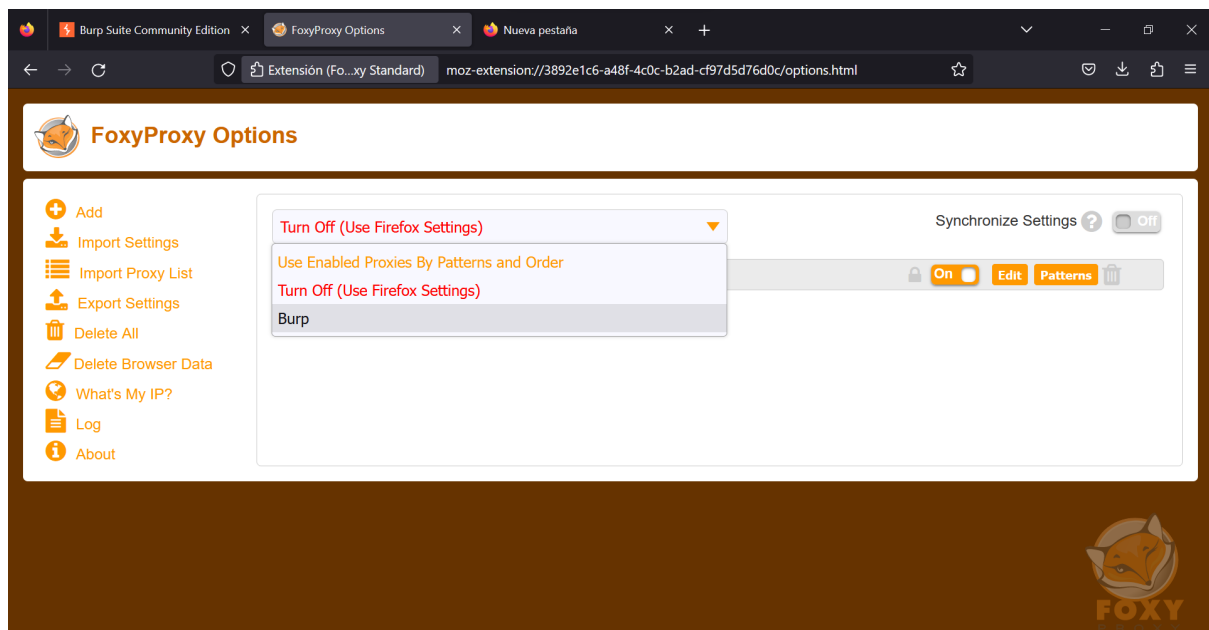 Burp Suite Community Edition
FoxyProxy Options
Nueva pestaña
Extensión (Fo...xy Standard)
moz-extension://3892e1c6-a48f-4c0c-b2ad-cf97d5d76d0c/options.html
FoxyProxy Options
Add
Import Settings
Import Proxy List
Export Settings
Delete All
Delete Browser Data
What's My IP?
Log
About
Turn Off (Use Firefox Settings)
Synchronize Settings ? Off
Use Enabled Proxies By Patterns and Order
Turn Off (Use Firefox Settings)
Burp
On Edit Patterns
FOXY